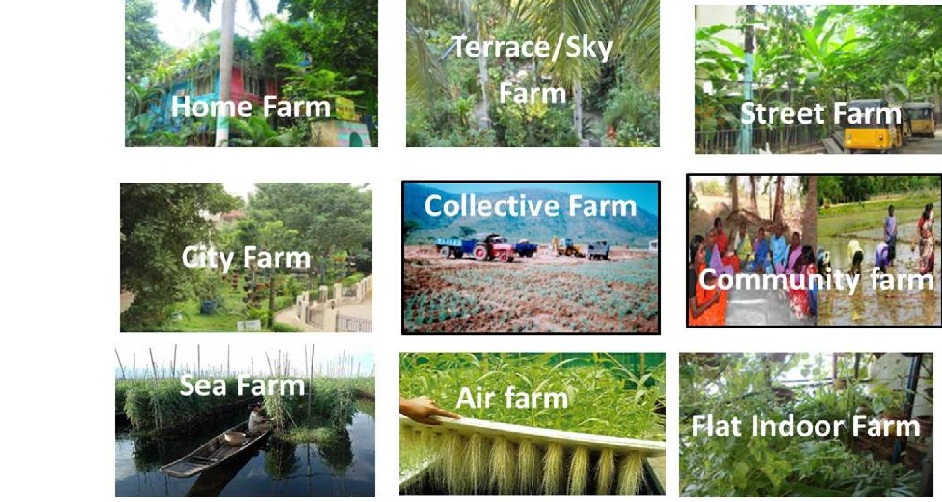 Home Farm
Terrace/Sky
Farm
Street Farm
City Farm
Collective Farm
Community farm
Sea Farm
Air farm
Flat Indoor Farm